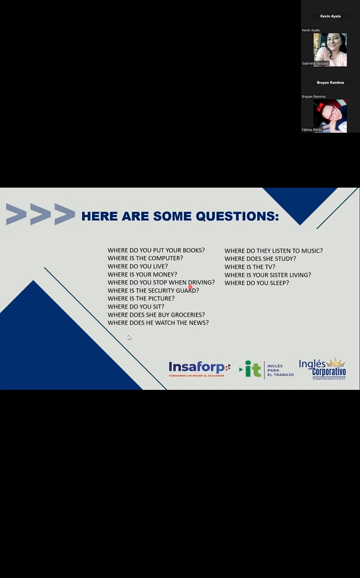 Kevin Ayala
Kevin Ayala
Brayan Ramirez
Brayan Ramirez
>>> HERE ARE SOME QUESTIONS:
WHERE DO YOU PUT YOUR BOOKS?
WHERE IS THE COMPUTER?
WHERE DO YOU LIVE?
WHERE IS YOUR MONEY?
WHERE DO YOU STOP WHEN DRIVING?
WHERE IS THE SECURITY GUARD?
WHERE IS THE PICTURE?
WHERE DO YOU SIT?
WHERE DOES SHE BUY GROCERIES?
WHERE DOES HE WATCH THE NEWS?
WHERE DO THEY LISTEN TO MUSIC?
WHERE DOES SHE STUDY?
WHERE IS THE TV?
WHERE IS YOUR SISTER LIVING?
WHERE DO YOU SLEEP?
Insaforp
it
INGLÉS
PARA
EL TRABAJO
Inglés
Corporativo